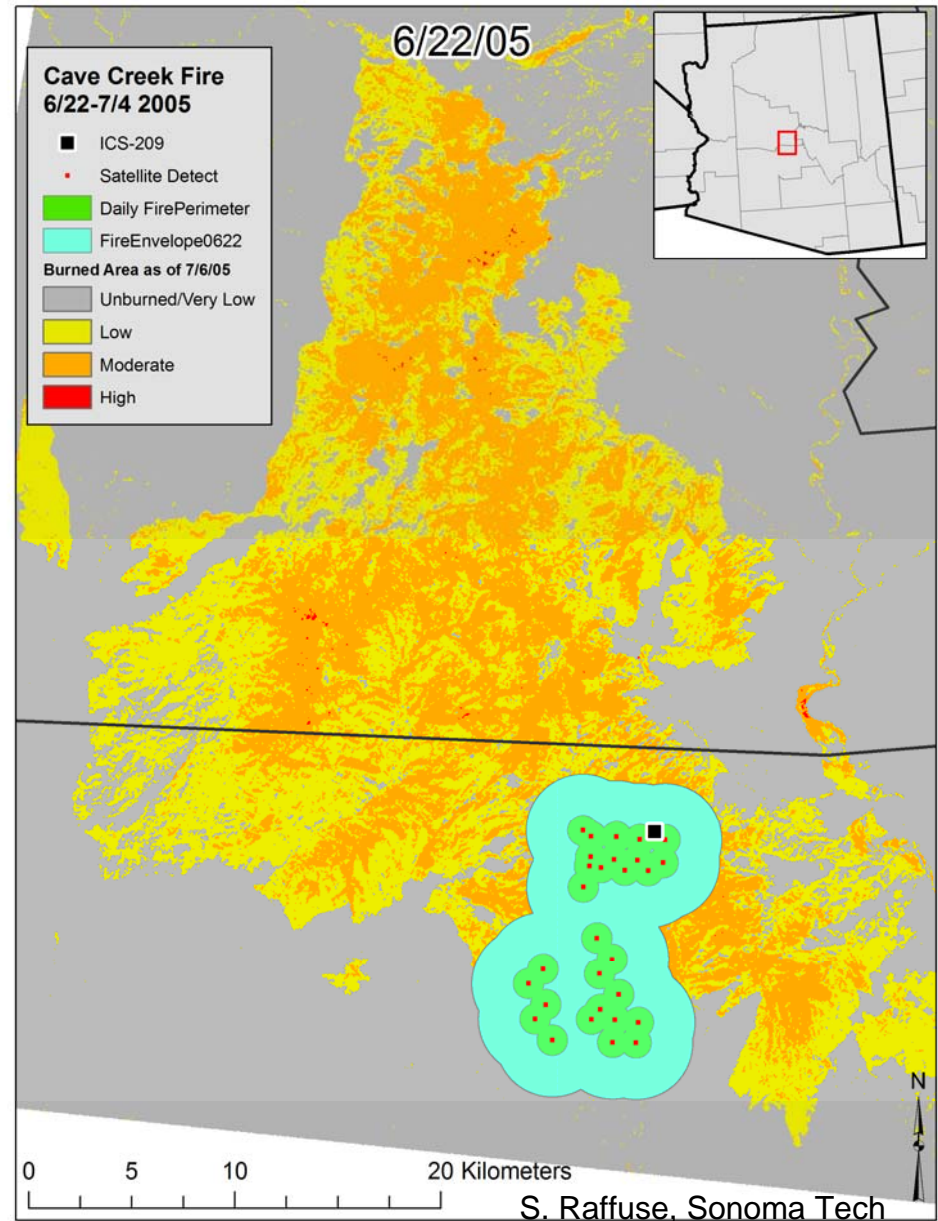 6/22/05
Cave Creek Fire
6/22-7/4 2005
ICS-209
Satellite Detect
Daily FirePerimeter
FireEnvelope0622
Burned Area as of 7/6/05
Unburned/Very Low
Low
Moderate
High
N
0 5 10 20 Kilometers
S. Raffuse, Sonoma Tech